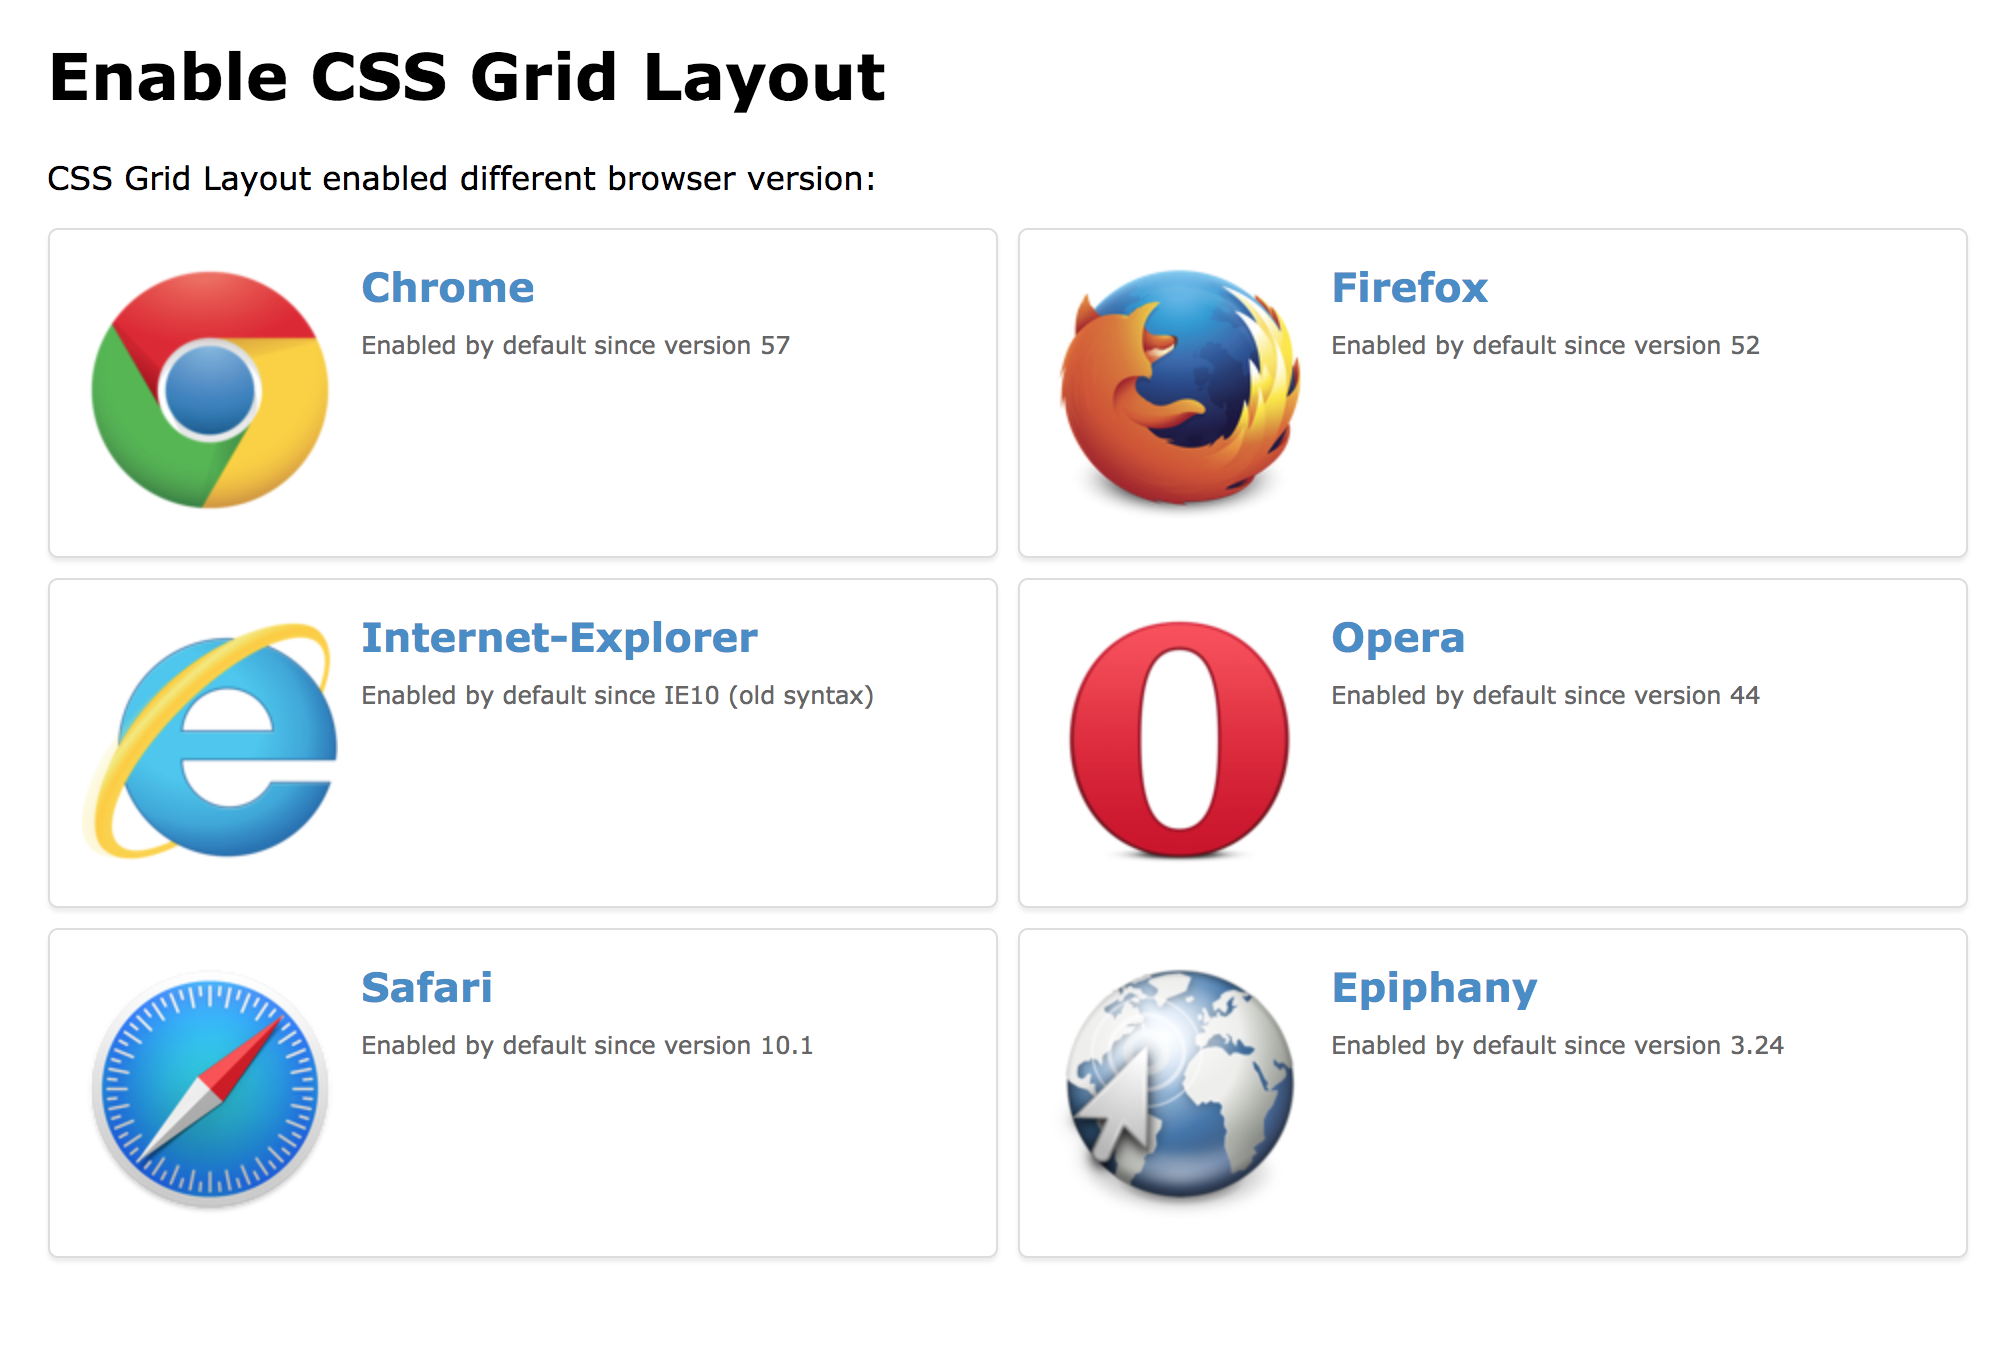 Enable CSS Grid Layout
CSS Grid Layout enabled different browser version:
Chrome
Enabled by default since version 57
Firefox
Enabled by default since version 52
Internet-Explorer
Enabled by default since IE10 (old syntax)
Opera
Enabled by default since version 44
Safari
Enabled by default since version 10.1
Epiphany
Enabled by default since version 3.24